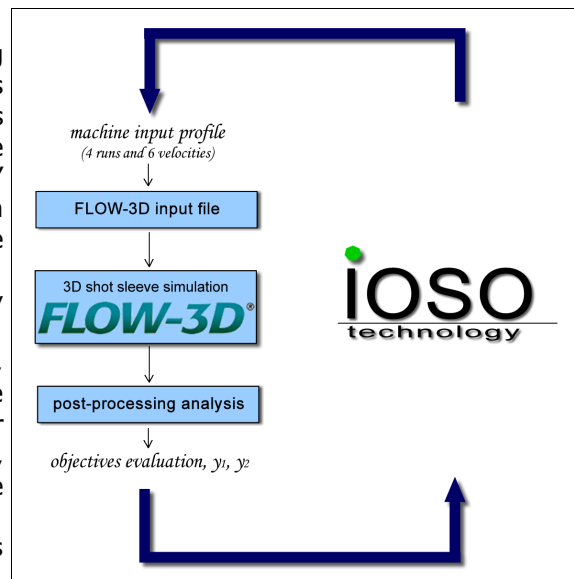 machine input profile
(4 runs and 6 velocities)
FLOW-3D input file
3D shot sleeve simulation
FLOW-3D®
post-processing analysis
objectives evaluation, y1, y2
ioso
technology